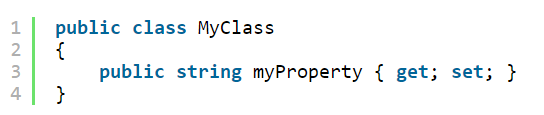 1 public class MyClass
2 {
3     public string myProperty { get; set; }
4 }